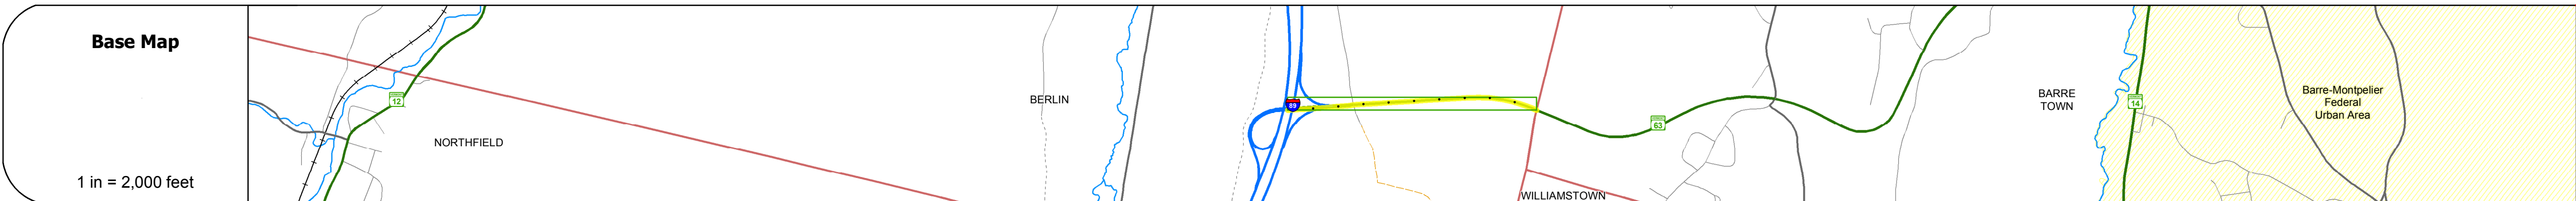 Base Map
1 in = 2,000 feet
12
NORTHFIELD
BERLIN
89
WILLIAMSTOWN
63
BARRE
TOWN
14
Barre-Montpelier
Federal
Urban Area